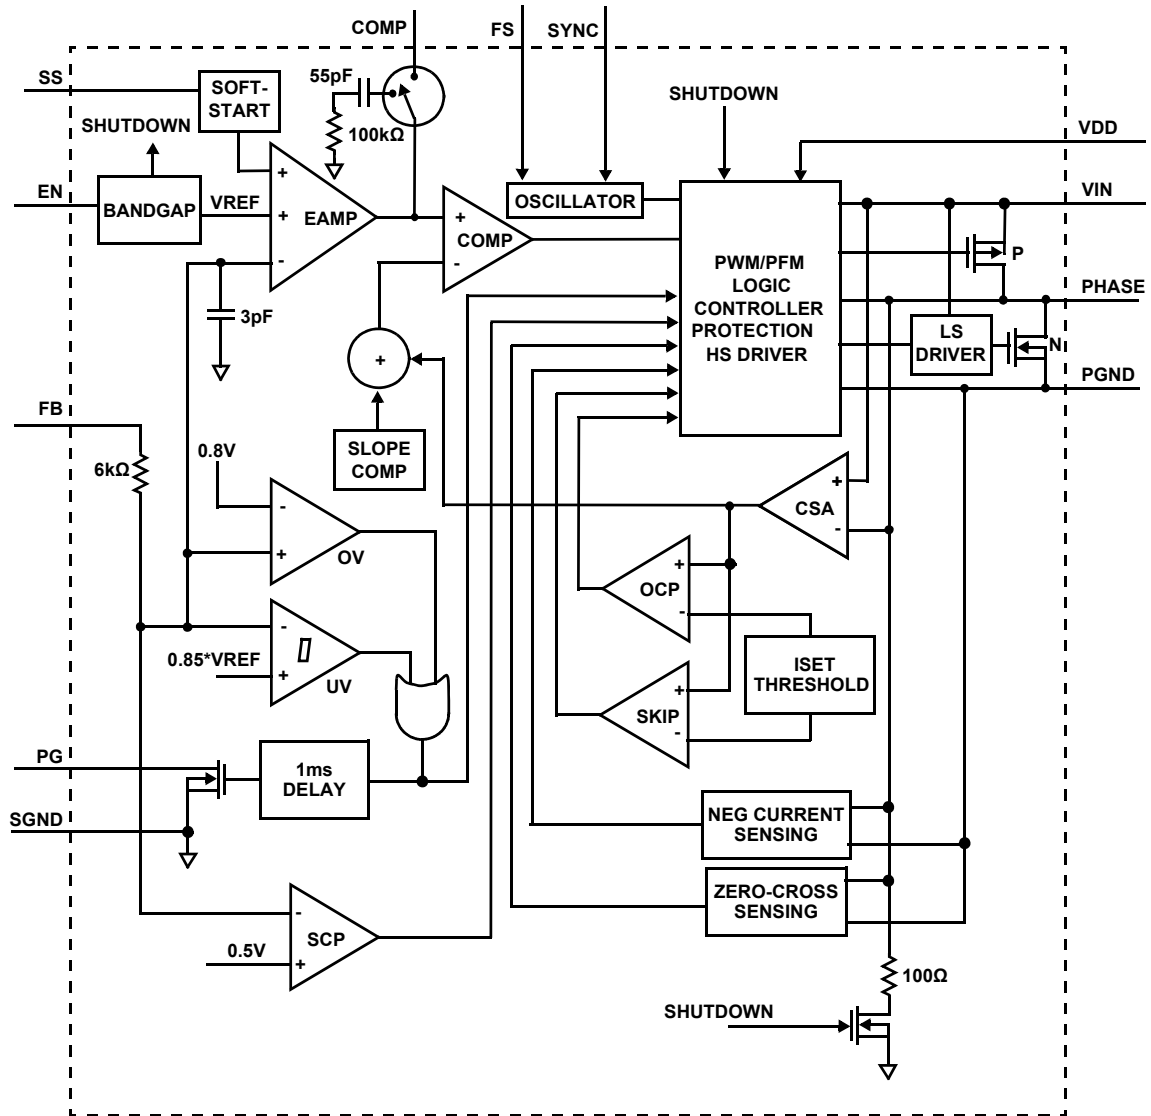 COMP
FS
SYNC
SS
SOFT-
START
55pF
100kΩ
SHUTDOWN
SHUTDOWN
VDD
EN
BANDGAP
VREF
+
+
-
EAMP
+
-
COMP
OSCILLATOR
VIN
PWM/PFM
LOGIC
CONTROLLER
PROTECTION
HS DRIVER
P
PHASE
3pF
+
LS
DRIVER
N
PGND
FB
6kΩ
SLOPE
COMP
0.8V
-
+
OV
+
-
CSA
+
-
OCP
-
+
UV
0.85*VREF
ISET
THRESHOLD
+
-
SKIP
PG
1ms
DELAY
SGND
NEG CURRENT
SENSING
ZERO-CROSS
SENSING
-
+
SCP
0.5V
100Ω
SHUTDOWN